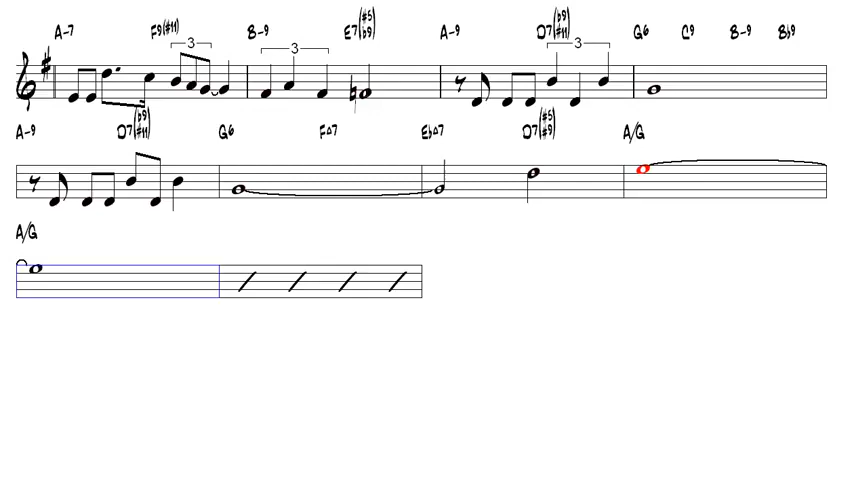 A-7 F9(#11) B-9 E7(#5 b9) A-9 D7(b9 #11) G6 C9 B-9 Bb9
3 3 3
A-9 D7(b9 #11) G6 F△7 Eb△7 D7(#5 #9) A/G
A/G